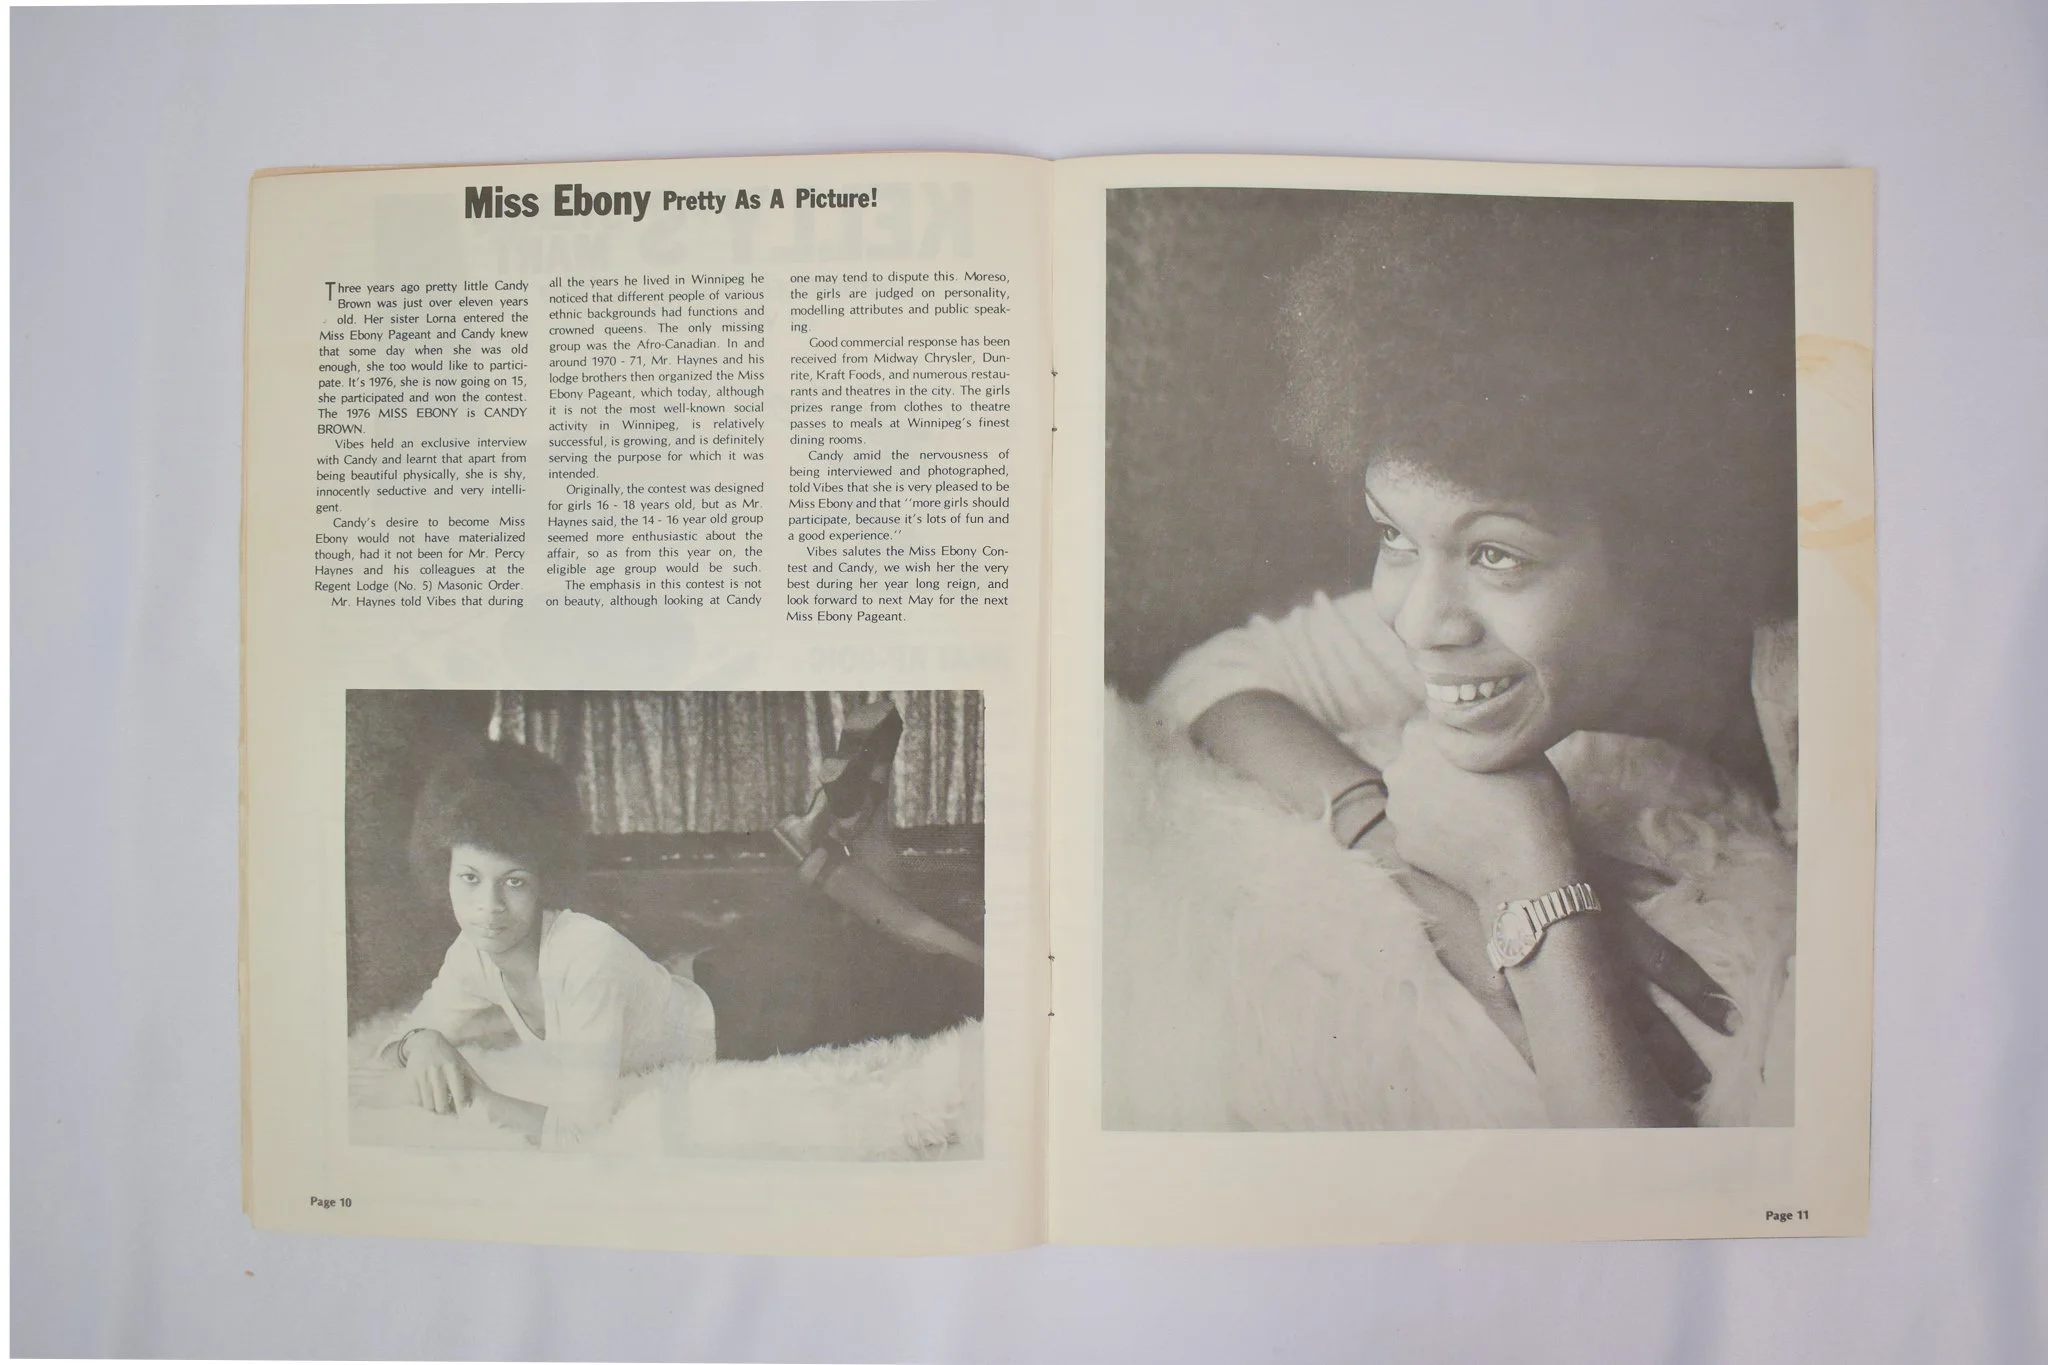 Miss Ebony Pretty As A Picture!
Three years ago pretty little Candy
Brown was just over eleven years
old. Her sister Lorna entered the
Miss Ebony Pageant and Candy knew
that some day when she was old
enough, she too would like to partici-
pate. It's 1976, she is now going on 15,
she participated and won the contest.
The 1976 MISS EBONY is CANDY
BROWN.
Vibes held an exclusive interview
with Candy and learnt that apart from
being beautiful physically, she is shy,
innocently seductive and very intelli-
gent.
Candy's desire to become Miss
Ebony would not have materialized
though, had it not been for Mr. Percy
Haynes and his colleagues at the
Regent Lodge (No. 5) Masonic Order.
Mr. Haynes told Vibes that during
all the years he lived in Winnipeg he
noticed that different people of various
ethnic backgrounds had functions and
crowned queens. The only missing
group was the Afro-Canadian. In and
around 1970 - 71, Mr. Haynes and his
lodge brothers then organized the Miss
Ebony Pageant, which today, although
it is not the most well-known social
activity in Winnipeg, is relatively
successful, is growing, and is definitely
serving the purpose for which it was
intended.
Originally, the contest was designed
for girls 16 - 18 years old, but as Mr.
Haynes said, the 14 - 16 year old group
seemed more enthusiastic about the
affair, so as from this year on, the
eligible age group would be such.
The emphasis in this contest is not
on beauty, although looking at Candy
one may tend to dispute this. Moreso,
the girls are judged on personality,
modelling attributes and public speak-
ing.
Good commercial response has been
received from Midway Chrysler, Dun-
rite, Kraft Foods, and numerous restau-
rants and theatres in the city. The girls
prizes range from clothes to theatre
passes to meals at Winnipeg's finest
dining rooms.
Candy amid the nervousness of
being interviewed and photographed,
told Vibes that she is very pleased to be
Miss Ebony and that "more girls should
participate, because it's lots of fun and
a good experience."
Vibes salutes the Miss Ebony Con-
test and Candy, we wish her the very
best during her year long reign, and
look forward to next May for the next
Miss Ebony Pageant.
Page 10
Page 11